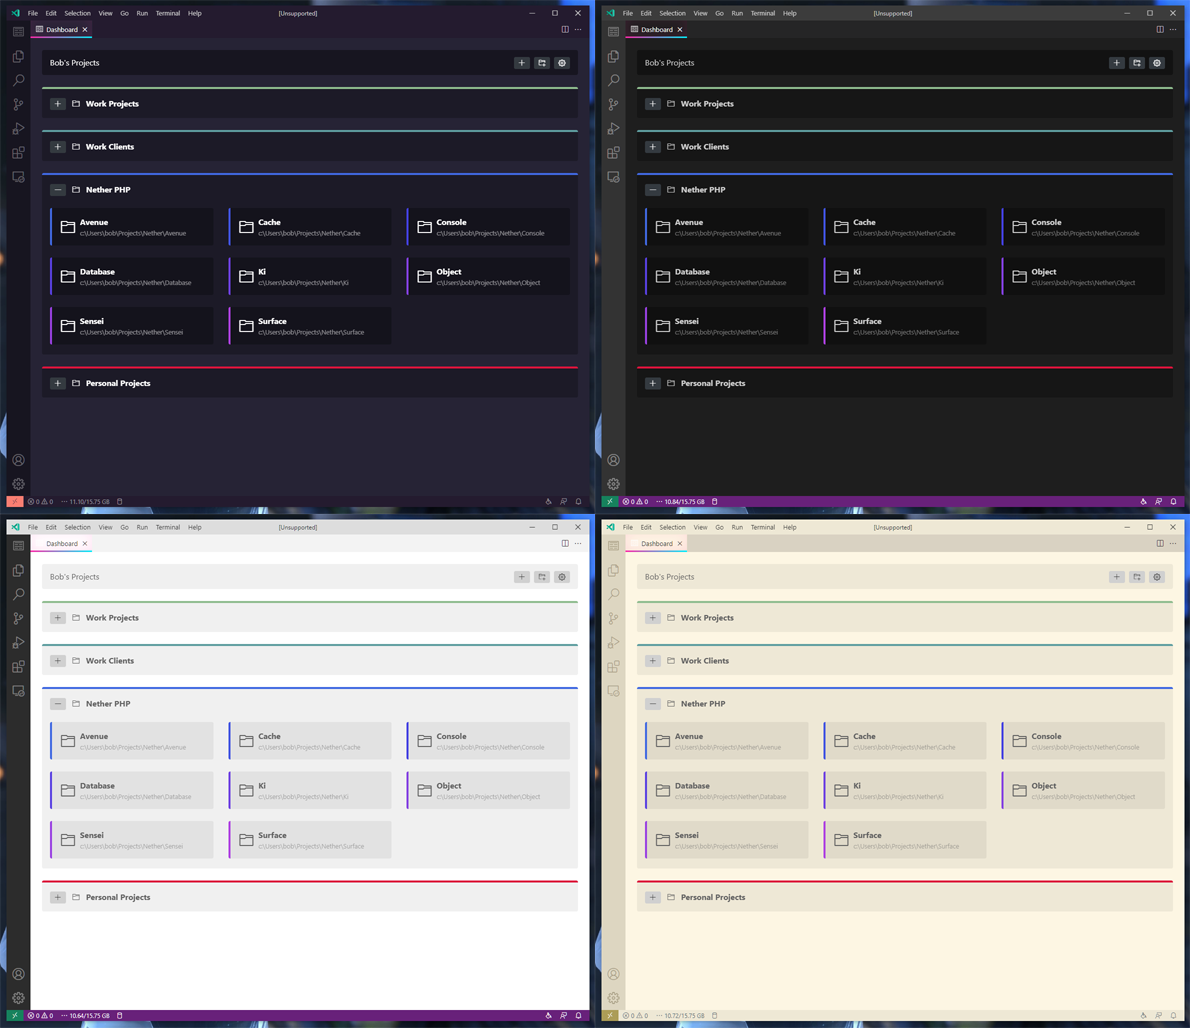 File Edit Selection View Go Run Terminal Help [Unsupported]
Dashboard
Bob's Projects
Work Projects
Work Clients
Nether PHP
Avenue
c:\Users\bob\Projects\Nether\Avenue
Cache
c:\Users\bob\Projects\Nether\Cache
Console
c:\Users\bob\Projects\Nether\Console
Database
c:\Users\bob\Projects\Nether\Database
Ki
c:\Users\bob\Projects\Nether\Ki
Object
c:\Users\bob\Projects\Nether\Object
Sensei
c:\Users\bob\Projects\Nether\Sensei
Surface
c:\Users\bob\Projects\Nether\Surface
Personal Projects
0 0 ··· 11.10/15.75 GB
File Edit Selection View Go Run Terminal Help [Unsupported]
Dashboard
Bob's Projects
Work Projects
Work Clients
Nether PHP
Avenue
c:\Users\bob\Projects\Nether\Avenue
Cache
c:\Users\bob\Projects\Nether\Cache
Console
c:\Users\bob\Projects\Nether\Console
Database
c:\Users\bob\Projects\Nether\Database
Ki
c:\Users\bob\Projects\Nether\Ki
Object
c:\Users\bob\Projects\Nether\Object
Sensei
c:\Users\bob\Projects\Nether\Sensei
Surface
c:\Users\bob\Projects\Nether\Surface
Personal Projects
0 0 ··· 10.84/15.75 GB
File Edit Selection View Go Run Terminal Help [Unsupported]
Dashboard
Bob's Projects
Work Projects
Work Clients
Nether PHP
Avenue
c:\Users\bob\Projects\Nether\Avenue
Cache
c:\Users\bob\Projects\Nether\Cache
Console
c:\Users\bob\Projects\Nether\Console
Database
c:\Users\bob\Projects\Nether\Database
Ki
c:\Users\bob\Projects\Nether\Ki
Object
c:\Users\bob\Projects\Nether\Object
Sensei
c:\Users\bob\Projects\Nether\Sensei
Surface
c:\Users\bob\Projects\Nether\Surface
Personal Projects
0 0 ··· 10.64/15.75 GB
File Edit Selection View Go Run Terminal Help [Unsupported]
Dashboard
Bob's Projects
Work Projects
Work Clients
Nether PHP
Avenue
c:\Users\bob\Projects\Nether\Avenue
Cache
c:\Users\bob\Projects\Nether\Cache
Console
c:\Users\bob\Projects\Nether\Console
Database
c:\Users\bob\Projects\Nether\Database
Ki
c:\Users\bob\Projects\Nether\Ki
Object
c:\Users\bob\Projects\Nether\Object
Sensei
c:\Users\bob\Projects\Nether\Sensei
Surface
c:\Users\bob\Projects\Nether\Surface
Personal Projects
0 0 ··· 10.72/15.75 GB